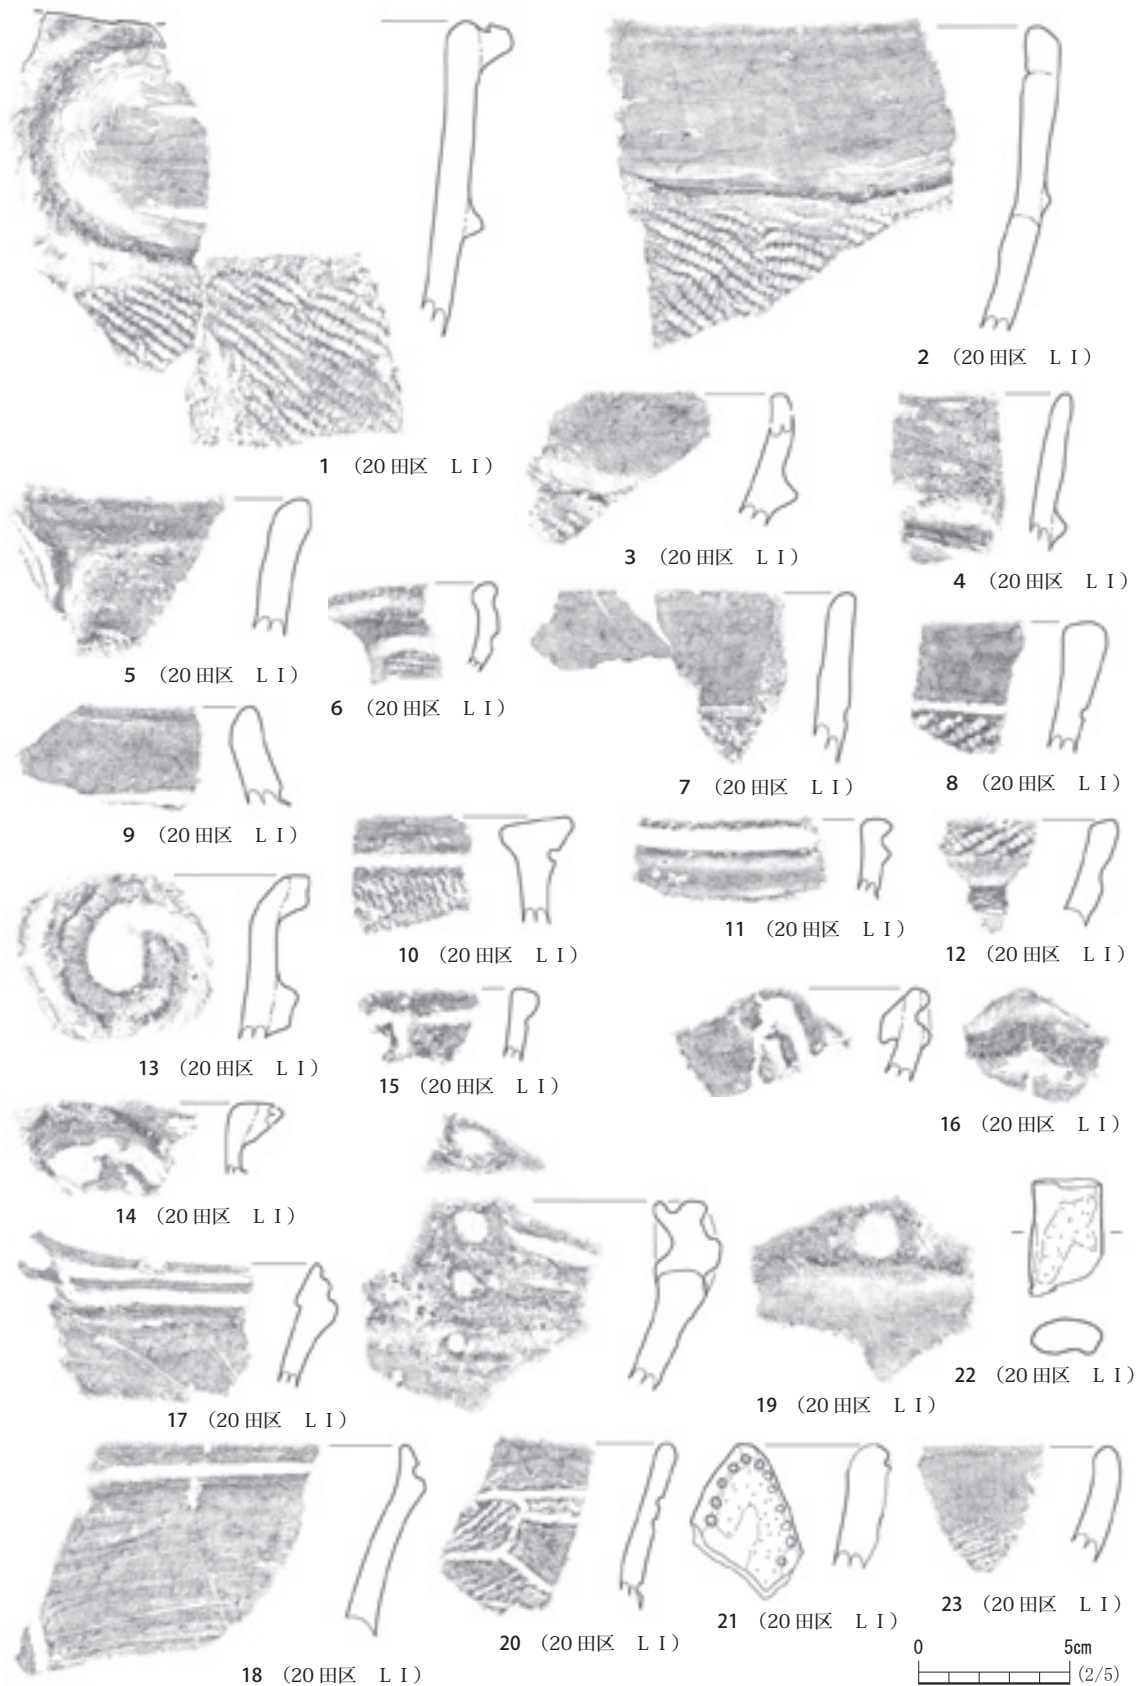 1 （20 田区　L Ⅰ）
2 （20 田区　L Ⅰ）
3 （20 田区　L Ⅰ）
4 （20 田区　L Ⅰ）
5 （20 田区　L Ⅰ）
6 （20 田区　L Ⅰ）
7 （20 田区　L Ⅰ）
8 （20 田区　L Ⅰ）
9 （20 田区　L Ⅰ）
10 （20 田区　L Ⅰ）
11 （20 田区　L Ⅰ）
12 （20 田区　L Ⅰ）
13 （20 田区　L Ⅰ）
15 （20 田区　L Ⅰ）
16 （20 田区　L Ⅰ）
14 （20 田区　L Ⅰ）
22 （20 田区　L Ⅰ）
17 （20 田区　L Ⅰ）
19 （20 田区　L Ⅰ）
23 （20 田区　L Ⅰ）
21 （20 田区　L Ⅰ）
20 （20 田区　L Ⅰ）
18 （20 田区　L Ⅰ）
0 5cm
(2/5)